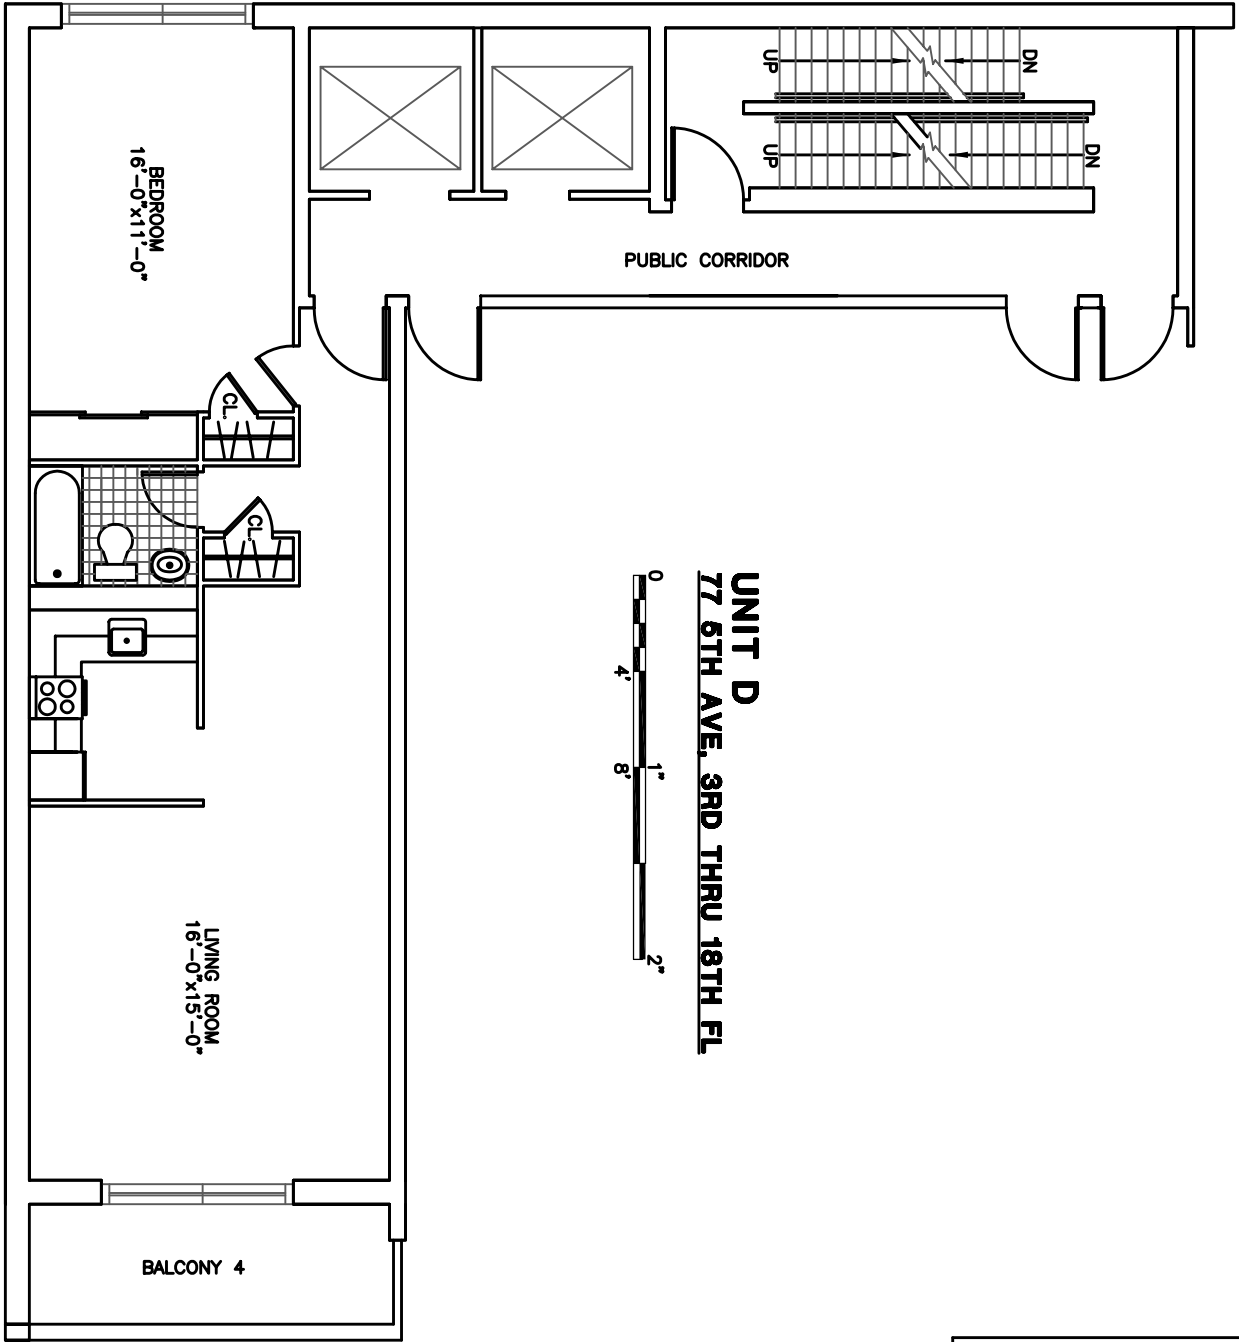 UP
DN
UP
DN
BEDROOM
16'-0"x11'-0"
PUBLIC CORRIDOR
CL.
CL.
UNIT D
77 5TH AVE, 3RD THRU 18TH FL
0
1"
2"
4'
8'
LIVING ROOM
16'-0"x15'-0"
BALCONY 4